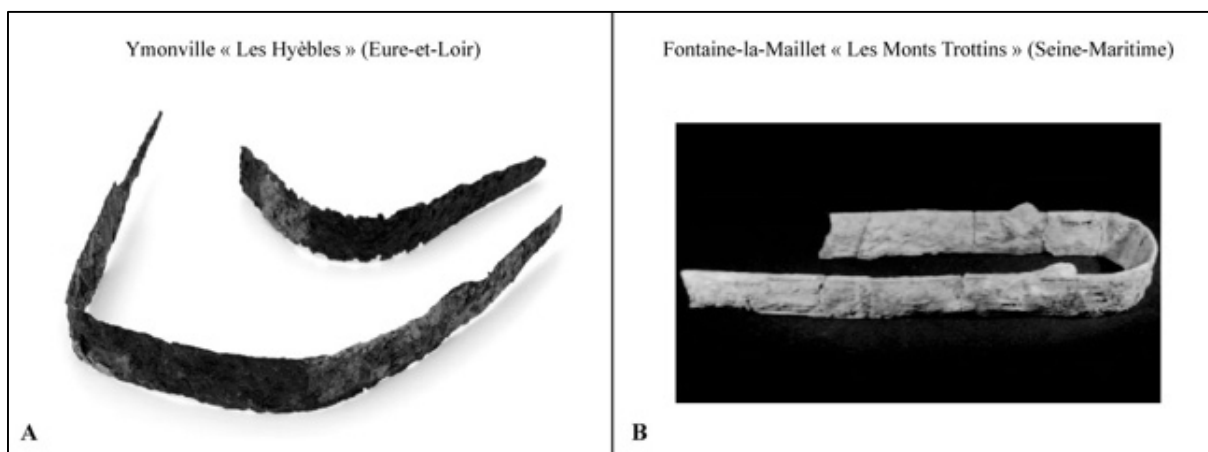 Ymonville « Les Hyèbles » (Eure-et-Loir)
Fontaine-la-Maillet « Les Monts Trottins » (Seine-Maritime)
A
B